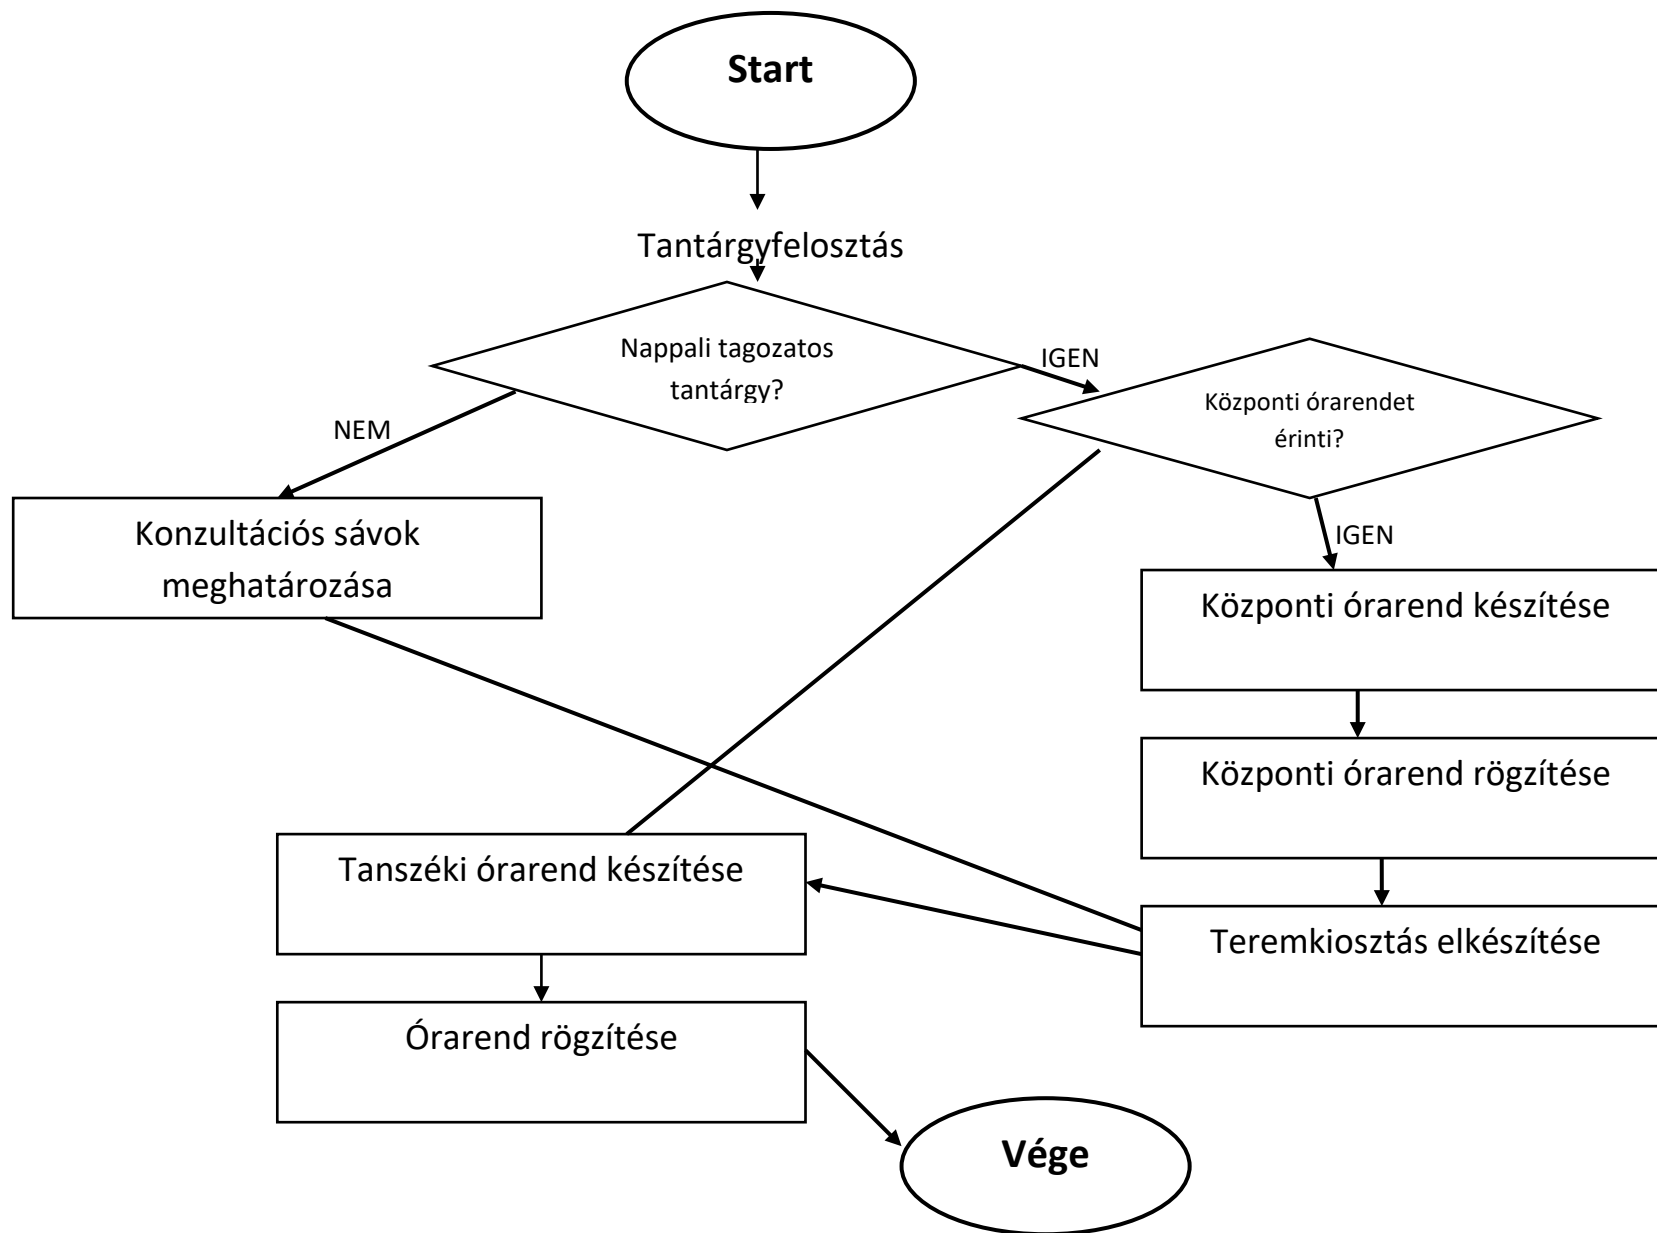 Start
Tantárgyfelosztás
Nappali tagozatos
tantárgy?
IGEN
Központi órarendet
érinti?
NEM
Konzultációs sávok
meghatározása
IGEN
Központi órarend készítése
Központi órarend rögzítése
Tanszéki órarend készítése
Teremkiosztás elkészítése
Órarend rögzítése
Vége